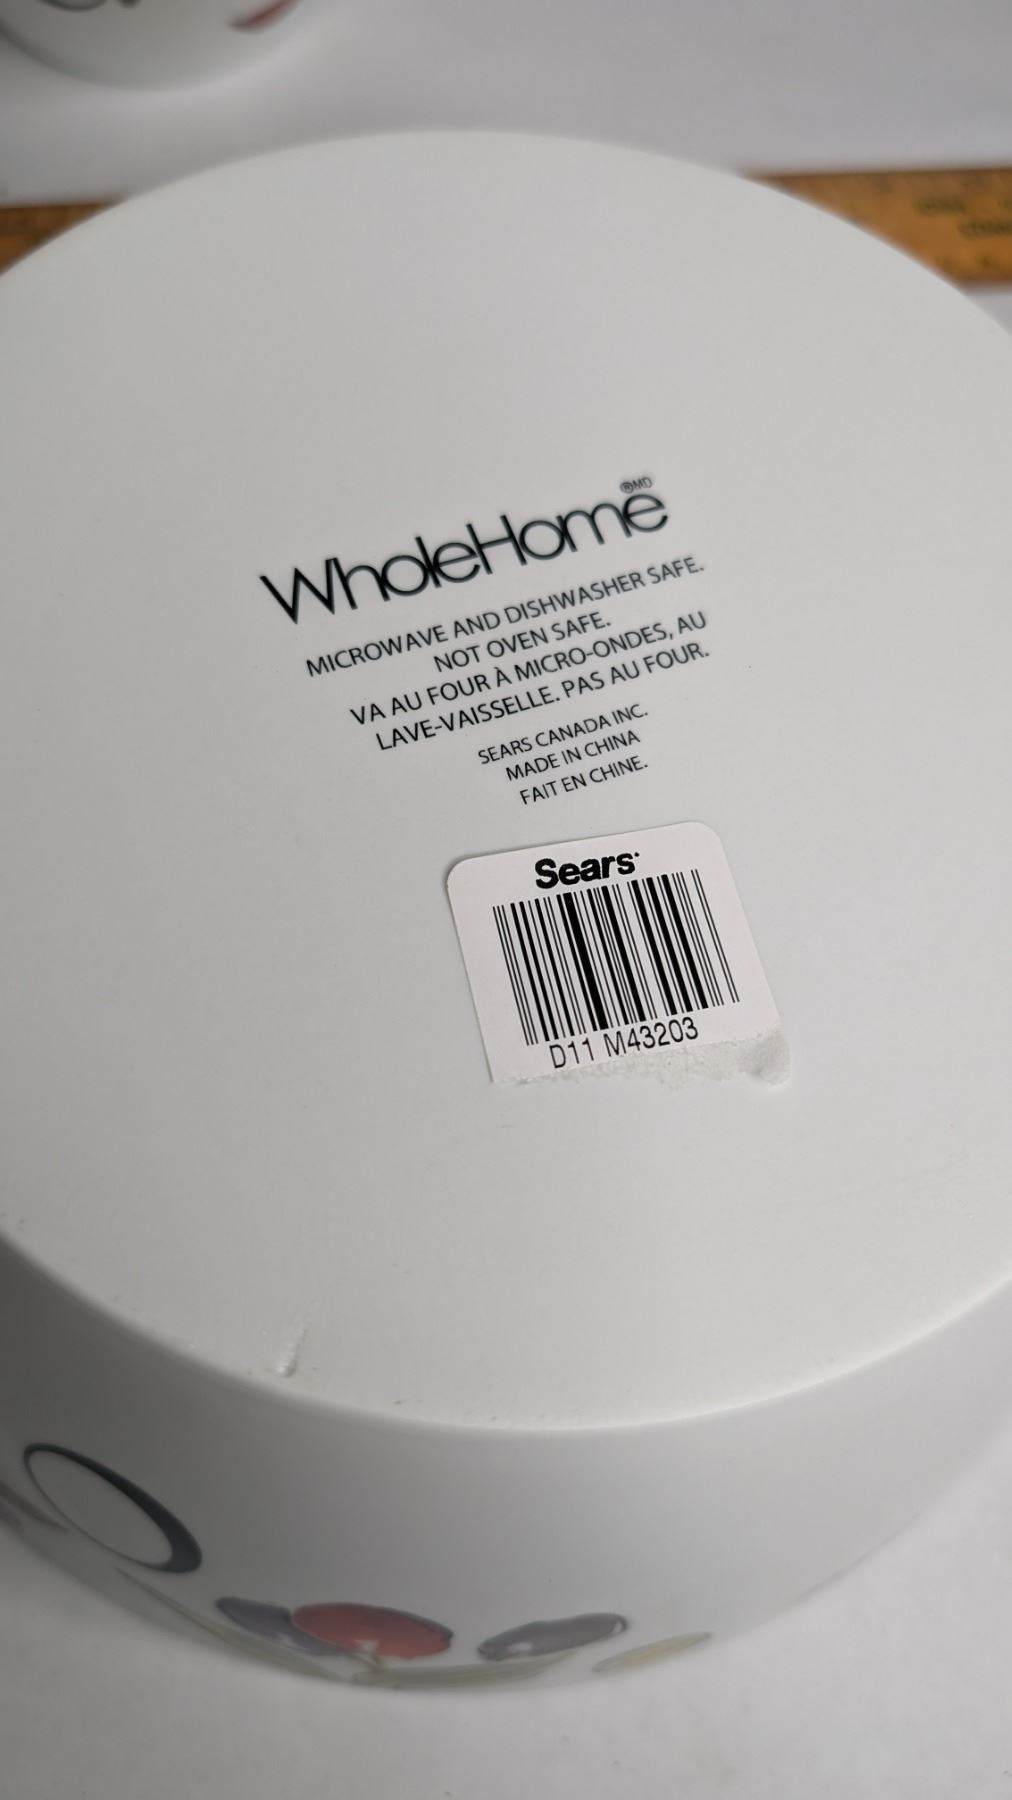 WholeHome®MD
MICROWAVE AND DISHWASHER SAFE.
NOT OVEN SAFE.
VA AU FOUR À MICRO-ONDES, AU
LAVE-VAISSELLE. PAS AU FOUR.
SEARS CANADA INC.
MADE IN CHINA
FAIT EN CHINE.
Sears
D11 M43203